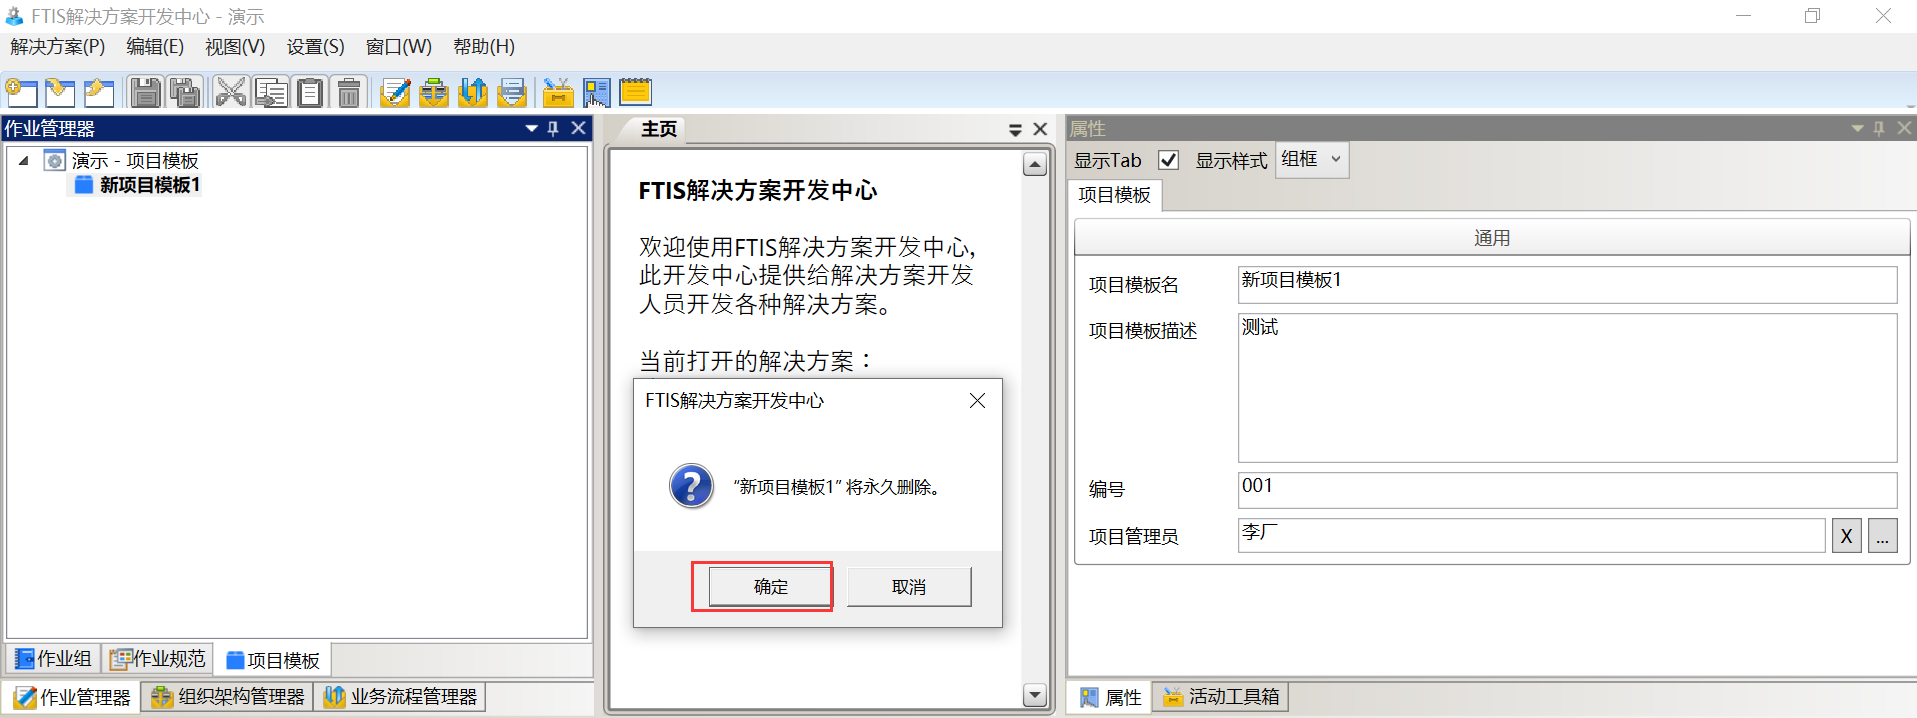 FTIS解决方案开发中心 - 演示
解决方案(P) 编辑(E) 视图(V) 设置(S) 窗口(W) 帮助(H)
作业管理器
演示 - 项目模板
新项目模板1
作业组 作业规范 项目模板
作业管理器 组织架构管理器 业务流程管理器
主页
FTIS解决方案开发中心
欢迎使用FTIS解决方案开发中心,
此开发中心提供给解决方案开发
人员开发各种解决方案。
当前打开的解决方案：
FTIS解决方案开发中心
“新项目模板1” 将永久删除。
确定 取消
属性
显示Tab 显示样式 组框
项目模板
通用
项目模板名 新项目模板1
项目模板描述 测试
编号 001
项目管理员 李厂 X ...
属性 活动工具箱